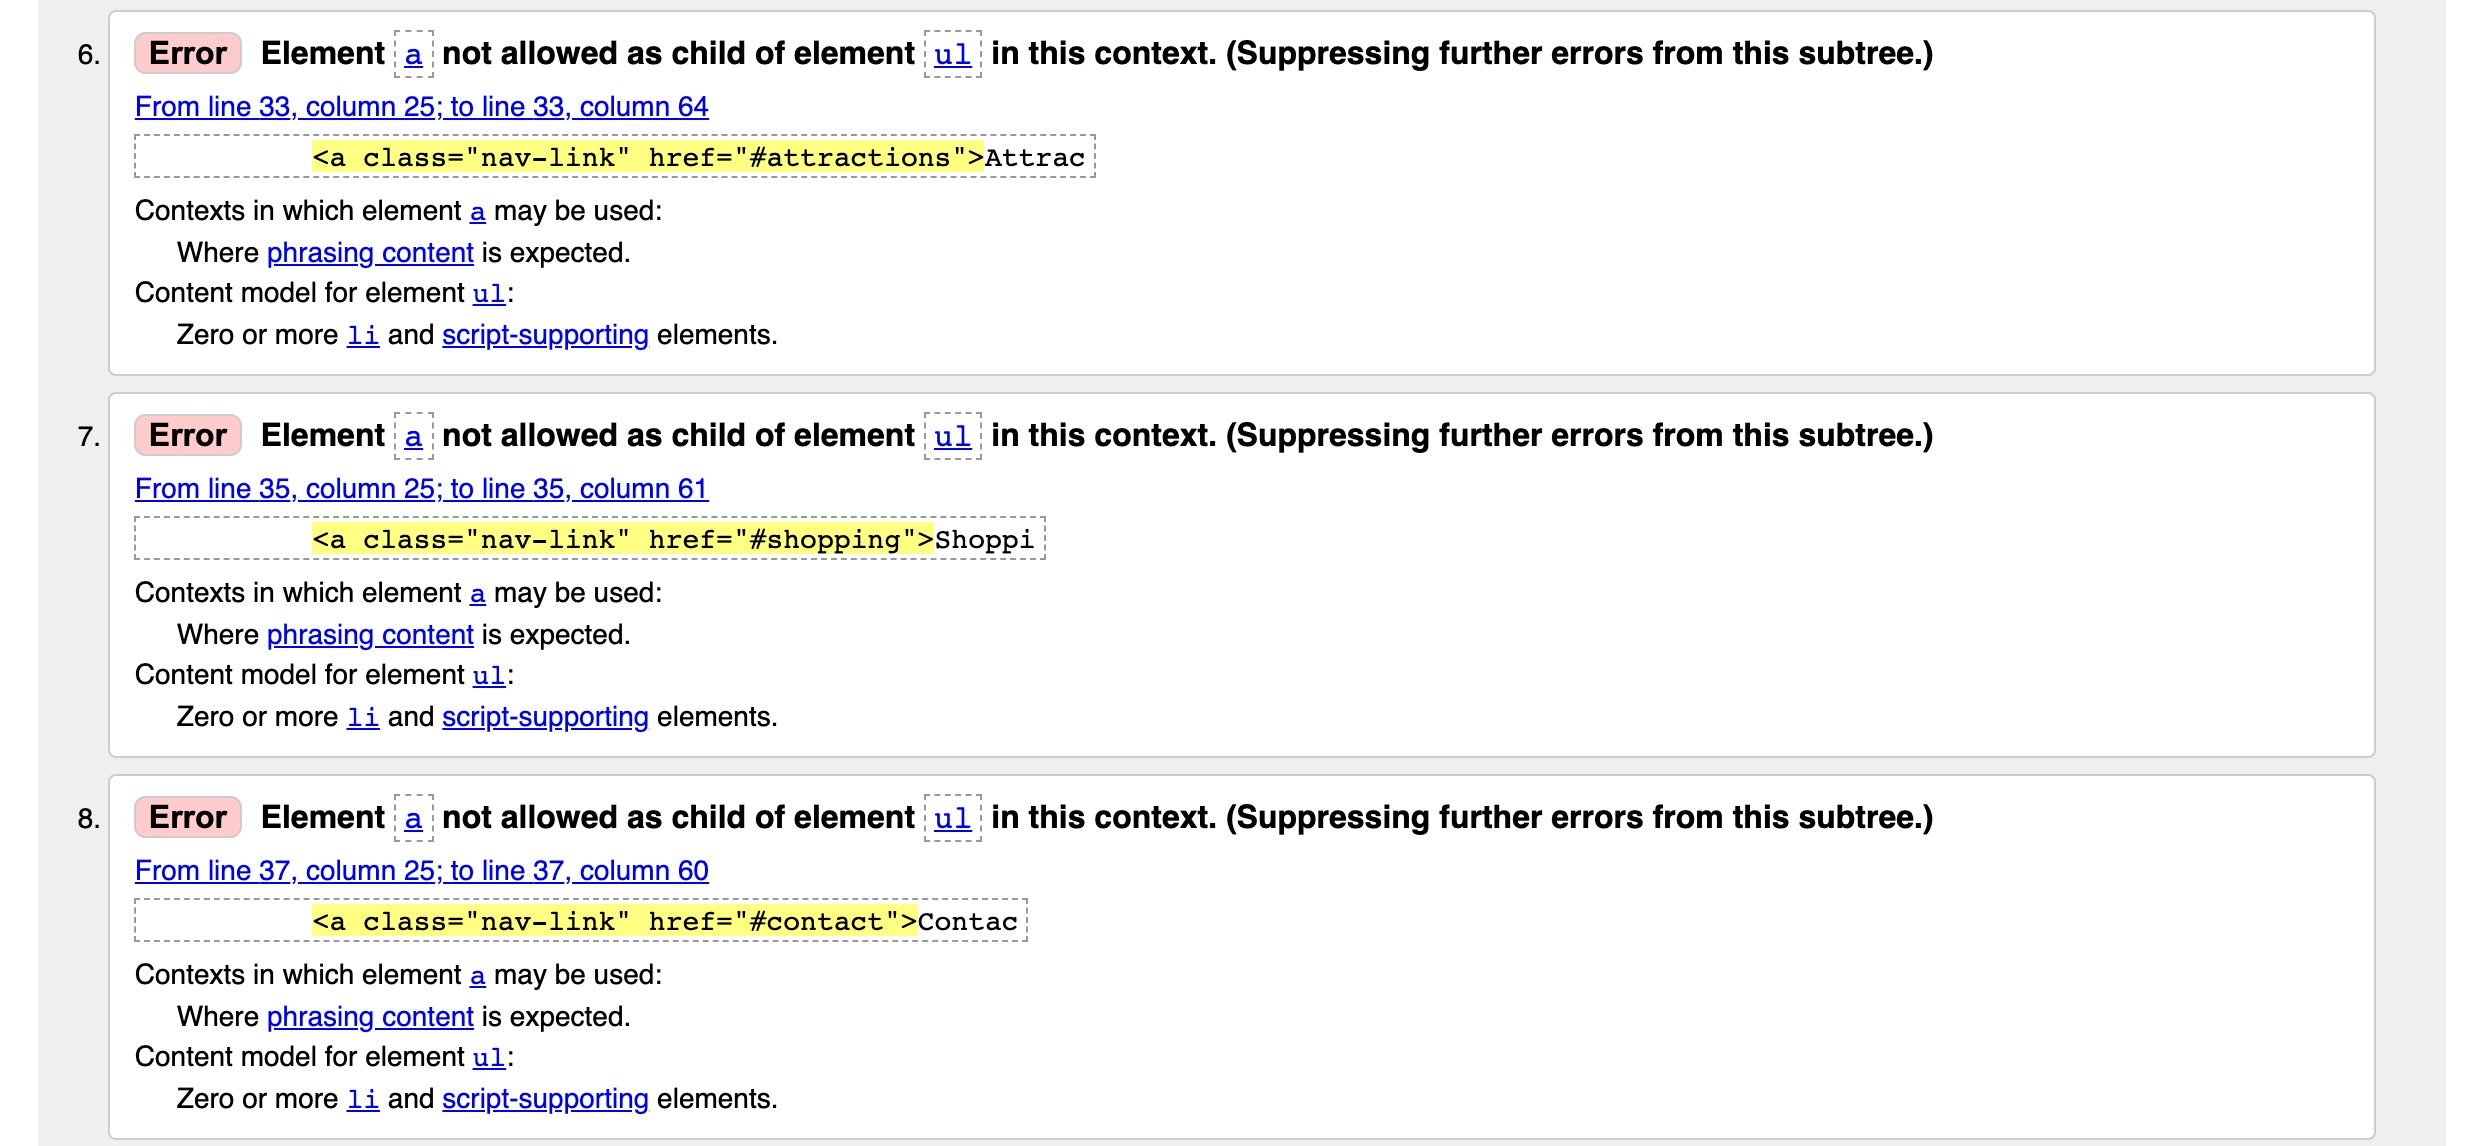 6. Error Element a not allowed as child of element ul in this context. (Suppressing further errors from this subtree.)
From line 33, column 25; to line 33, column 64
<a class="nav-link" href="#attractions">Attrac
Contexts in which element a may be used:
Where phrasing content is expected.
Content model for element ul:
Zero or more li and script-supporting elements.
7. Error Element a not allowed as child of element ul in this context. (Suppressing further errors from this subtree.)
From line 35, column 25; to line 35, column 61
<a class="nav-link" href="#shopping">Shoppi
Contexts in which element a may be used:
Where phrasing content is expected.
Content model for element ul:
Zero or more li and script-supporting elements.
8. Error Element a not allowed as child of element ul in this context. (Suppressing further errors from this subtree.)
From line 37, column 25; to line 37, column 60
<a class="nav-link" href="#contact">Contac
Contexts in which element a may be used:
Where phrasing content is expected.
Content model for element ul:
Zero or more li and script-supporting elements.